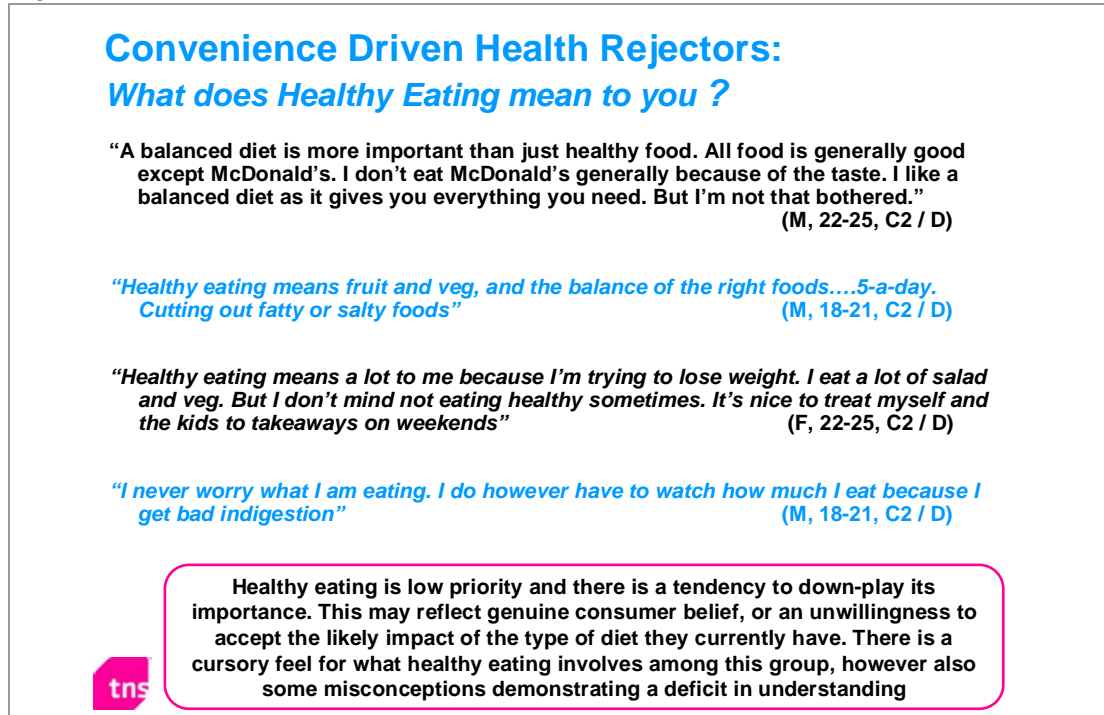 Convenience Driven Health Rejectors:
What does Healthy Eating mean to you ?
“A balanced diet is more important than just healthy food. All food is generally good
except McDonald’s. I don’t eat McDonald’s generally because of the taste. I like a
balanced diet as it gives you everything you need. But I’m not that bothered.”
(M, 22-25, C2 / D)
“Healthy eating means fruit and veg, and the balance of the right foods….5-a-day.
Cutting out fatty or salty foods” (M, 18-21, C2 / D)
“Healthy eating means a lot to me because I’m trying to lose weight. I eat a lot of salad
and veg. But I don’t mind not eating healthy sometimes. It’s nice to treat myself and
the kids to takeaways on weekends” (F, 22-25, C2 / D)
“I never worry what I am eating. I do however have to watch how much I eat because I
get bad indigestion” (M, 18-21, C2 / D)
Healthy eating is low priority and there is a tendency to down-play its
importance. This may reflect genuine consumer belief, or an unwillingness to
accept the likely impact of the type of diet they currently have. There is a
cursory feel for what healthy eating involves among this group, however also
some misconceptions demonstrating a deficit in understanding
tns